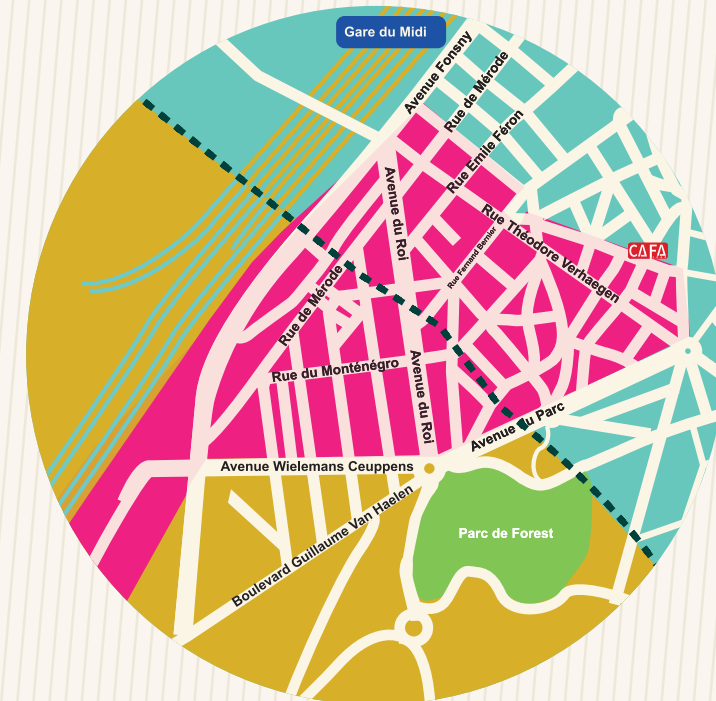 Gare du Midi
Avenue Fonsny
Rue de Mérode
Rue Emile Féron
Avenue du Roi
Rue Théodore Verhaegen
Rue Fernand Bernier
CAFA
Rue de Mérode
Rue du Monténégro
Avenue du Roi
Avenue du Parc
Avenue Wielemans Ceuppens
Boulevard Guillaume Van Haelen
Parc de Forest